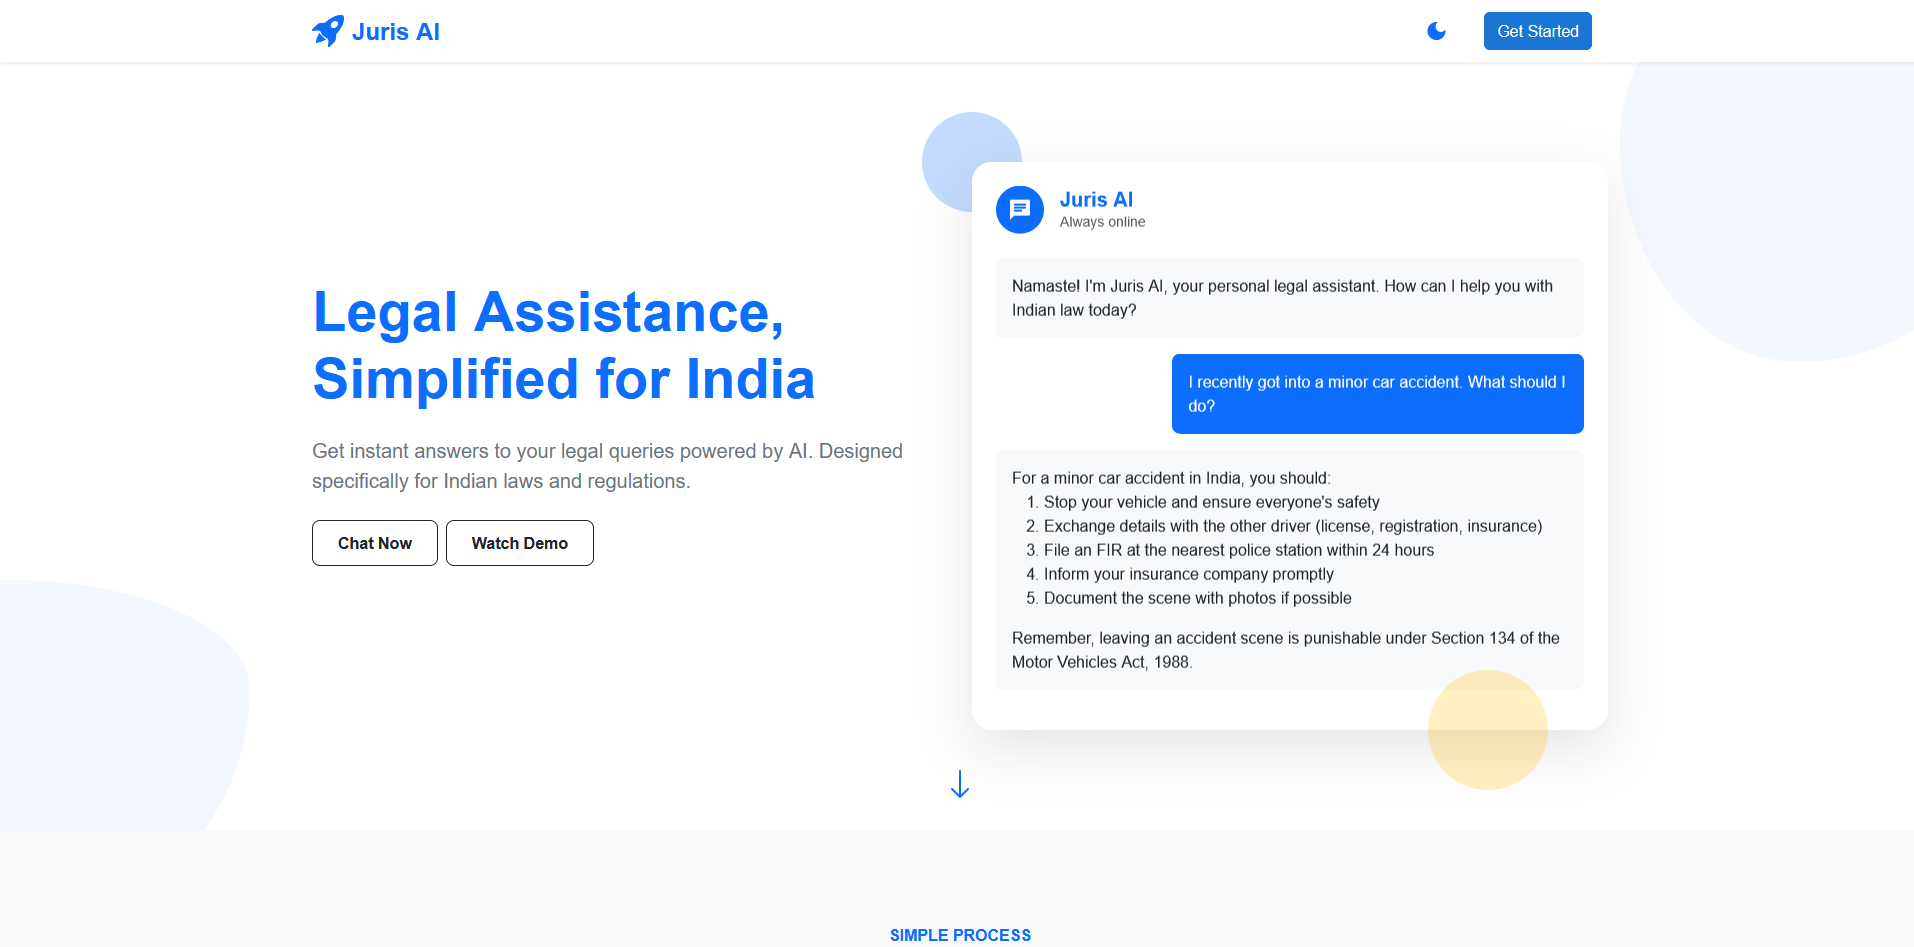 Juris AI
Get Started
Legal Assistance,
Simplified for India
Get instant answers to your legal queries powered by AI. Designed
specifically for Indian laws and regulations.
Chat Now
Watch Demo
Juris AI
Always online
Namaste! I'm Juris AI, your personal legal assistant. How can I help you with
Indian law today?
I recently got into a minor car accident. What should I
do?
For a minor car accident in India, you should:
1. Stop your vehicle and ensure everyone's safety
2. Exchange details with the other driver (license, registration, insurance)
3. File an FIR at the nearest police station within 24 hours
4. Inform your insurance company promptly
5. Document the scene with photos if possible
Remember, leaving an accident scene is punishable under Section 134 of the
Motor Vehicles Act, 1988.
SIMPLE PROCESS